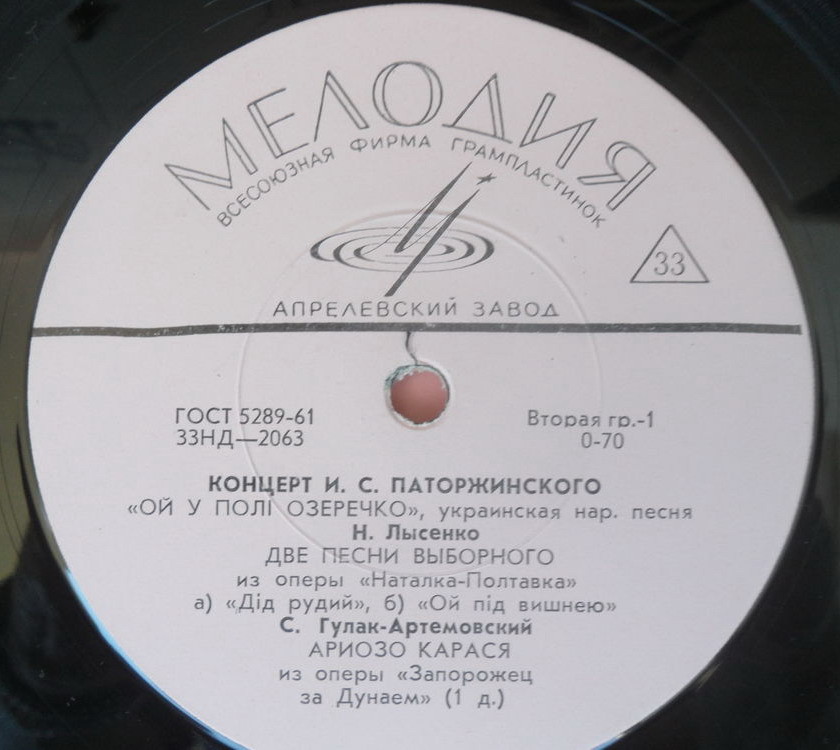 МЕЛОДИЯ
ВСЕСОЮЗНАЯ ФИРМА ГРАМПЛАСТИНОК
33
АПРЕЛЕВСКИЙ ЗАВОД
ГОСТ 5289-61
Вторая гр.-1
33НД—2063
0-70
КОНЦЕРТ И. С. ПАТОРЖИНСКОГО
«ОЙ У ПОЛІ ОЗЕРЕЧКО», украинская нар. песня
Н. Лысенко
ДВЕ ПЕСНИ ВЫБОРНОГО
из оперы «Наталка-Полтавка»
а) «Дід рудий», б) «Ой під вишнею»
С. Гулак-Артемовский
АРИОЗО КАРАСЯ
из оперы «Запорожец
за Дунаем» (1 д.)